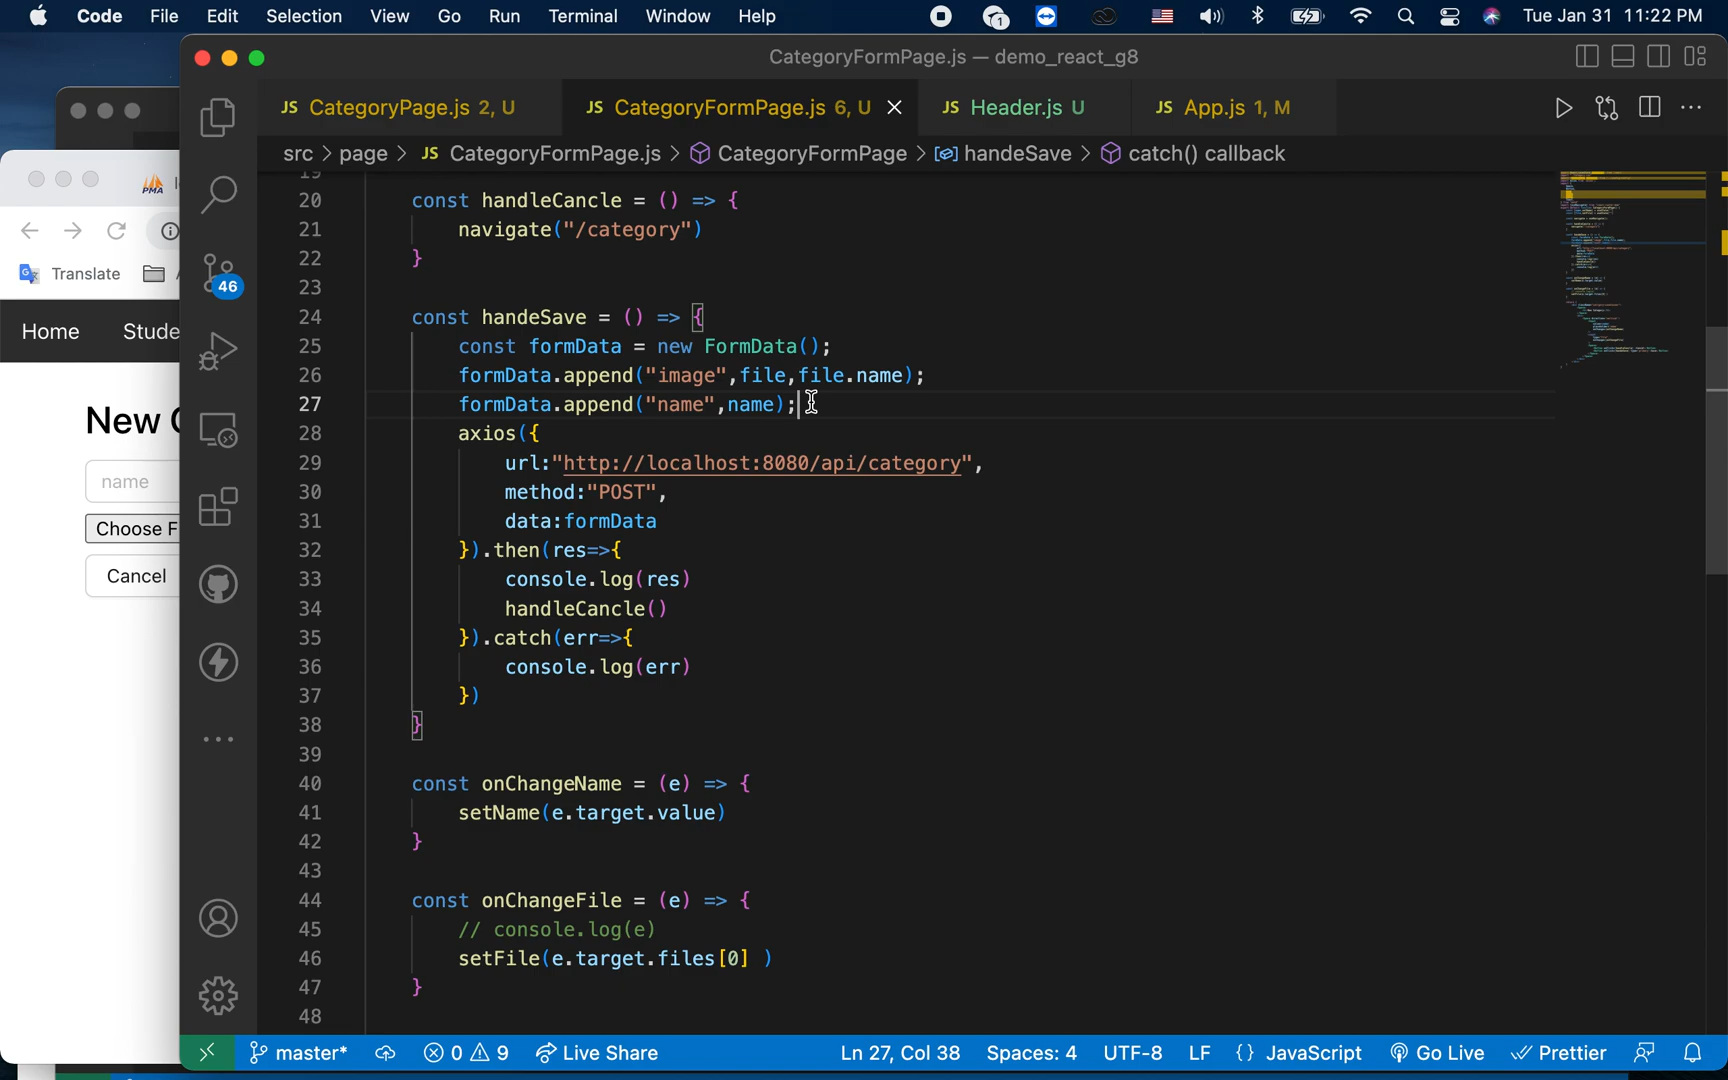 Code File Edit Selection View Go Run Terminal Window Help 1 Tue Jan 31 11:22 PM
CategoryFormPage.js — demo_react_g8
JS CategoryPage.js 2, U JS CategoryFormPage.js 6, U JS Header.js U JS App.js 1, M
src > page > JS CategoryFormPage.js > CategoryFormPage > handeSave > catch() callback
PMA
Translate
46
Home Stude
New C
name
Choose F
Cancel
19
20 const handleCancle = () => {
21 navigate("/category")
22 }
23
24 const handeSave = () => {
25 const formData = new FormData();
26 formData.append("image",file,file.name);
27 formData.append("name",name);
28 axios({
29 url:"http://localhost:8080/api/category",
30 method:"POST",
31 data:formData
32 }).then(res=>{
33 console.log(res)
34 handleCancle()
35 }).catch(err=>{
36 console.log(err)
37 })
38 }
39
40 const onChangeName = (e) => {
41 setName(e.target.value)
42 }
43
44 const onChangeFile = (e) => {
45 // console.log(e)
46 setFile(e.target.files[0] )
47 }
48
master* 0 9 Live Share Ln 27, Col 38 Spaces: 4 UTF-8 LF {} JavaScript Go Live Prettier